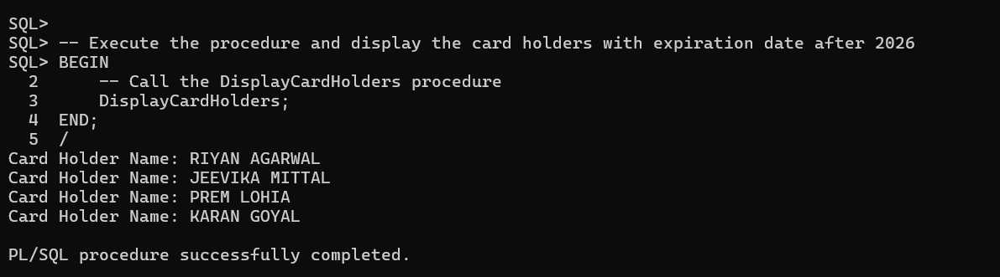 SQL>
SQL> -- Execute the procedure and display the card holders with expiration date after 2026
SQL> BEGIN
  2      -- Call the DisplayCardHolders procedure
  3      DisplayCardHolders;
  4  END;
  5  /
Card Holder Name: RIYAN AGARWAL
Card Holder Name: JEEVIKA MITTAL
Card Holder Name: PREM LOHIA
Card Holder Name: KARAN GOYAL

PL/SQL procedure successfully completed.